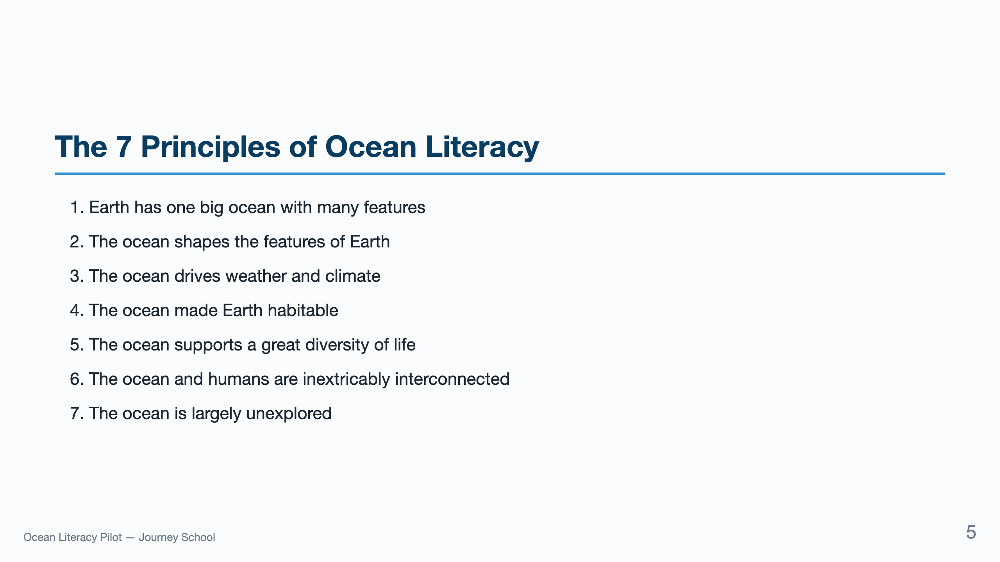 The 7 Principles of Ocean Literacy
1. Earth has one big ocean with many features
2. The ocean shapes the features of Earth
3. The ocean drives weather and climate
4. The ocean made Earth habitable
5. The ocean supports a great diversity of life
6. The ocean and humans are inextricably interconnected
7. The ocean is largely unexplored
Ocean Literacy Pilot — Journey School
5